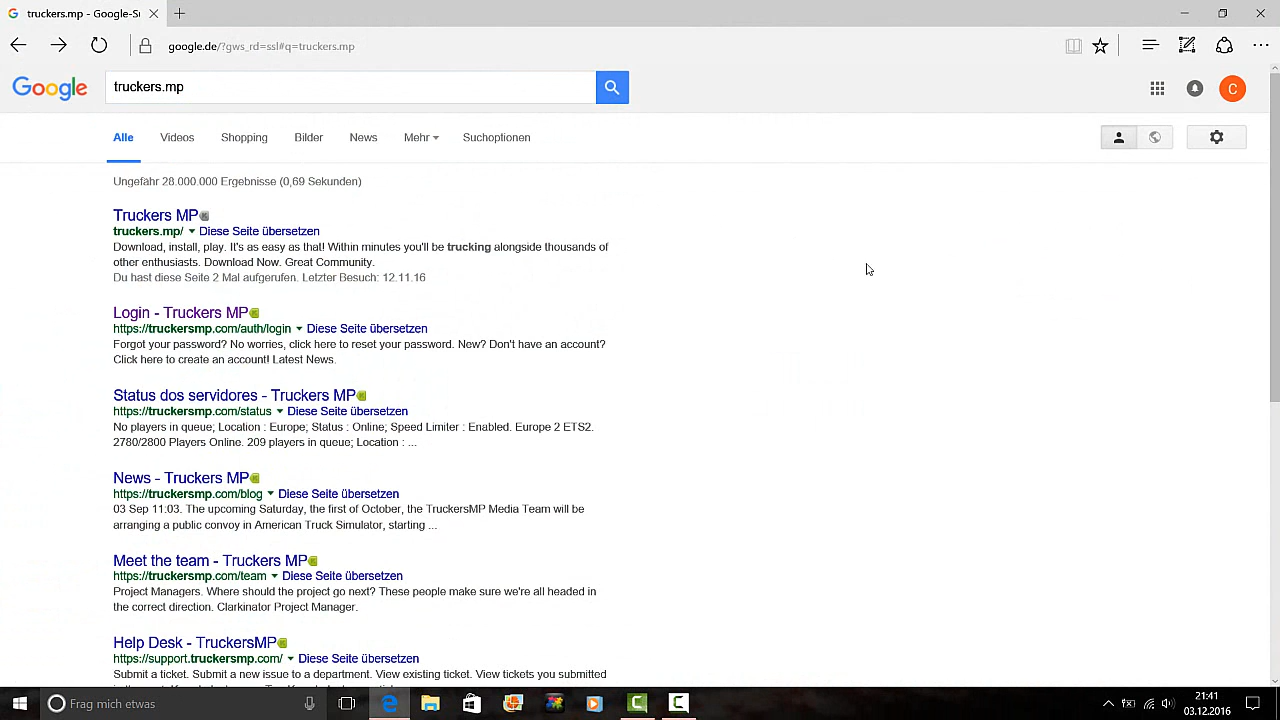 truckers.mp - Google-S
google.de/?gws_rd=ssl#q=truckers.mp
Google
truckers.mp
C
Alle Videos Shopping Bilder News Mehr Suchoptionen
Ungefähr 28.000.000 Ergebnisse (0,69 Sekunden)
Truckers MP
truckers.mp/ Diese Seite übersetzen
Download, install, play. It's as easy as that! Within minutes you'll be trucking alongside thousands of
other enthusiasts. Download Now. Great Community.
Du hast diese Seite 2 Mal aufgerufen. Letzter Besuch: 12.11.16
Login - Truckers MP
https://truckersmp.com/auth/login Diese Seite übersetzen
Forgot your password? No worries, click here to reset your password. New? Don't have an account?
Click here to create an account! Latest News.
Status dos servidores - Truckers MP
https://truckersmp.com/status Diese Seite übersetzen
No players in queue; Location : Europe; Status : Online; Speed Limiter : Enabled. Europe 2 ETS2.
2780/2800 Players Online. 209 players in queue; Location : ...
News - Truckers MP
https://truckersmp.com/blog Diese Seite übersetzen
03 Sep 11:03. The upcoming Saturday, the first of October, the TruckersMP Media Team will be
arranging a public convoy in American Truck Simulator, starting ...
Meet the team - Truckers MP
https://truckersmp.com/team Diese Seite übersetzen
Project Managers. Where should the project go next? These people make sure we're all headed in
the correct direction. Clarkinator Project Manager.
Help Desk - TruckersMP
https://support.truckersmp.com/ Diese Seite übersetzen
Submit a ticket. Submit a new issue to a department. View existing ticket. View tickets you submitted
Frag mich etwas
21:41
03.12.2016